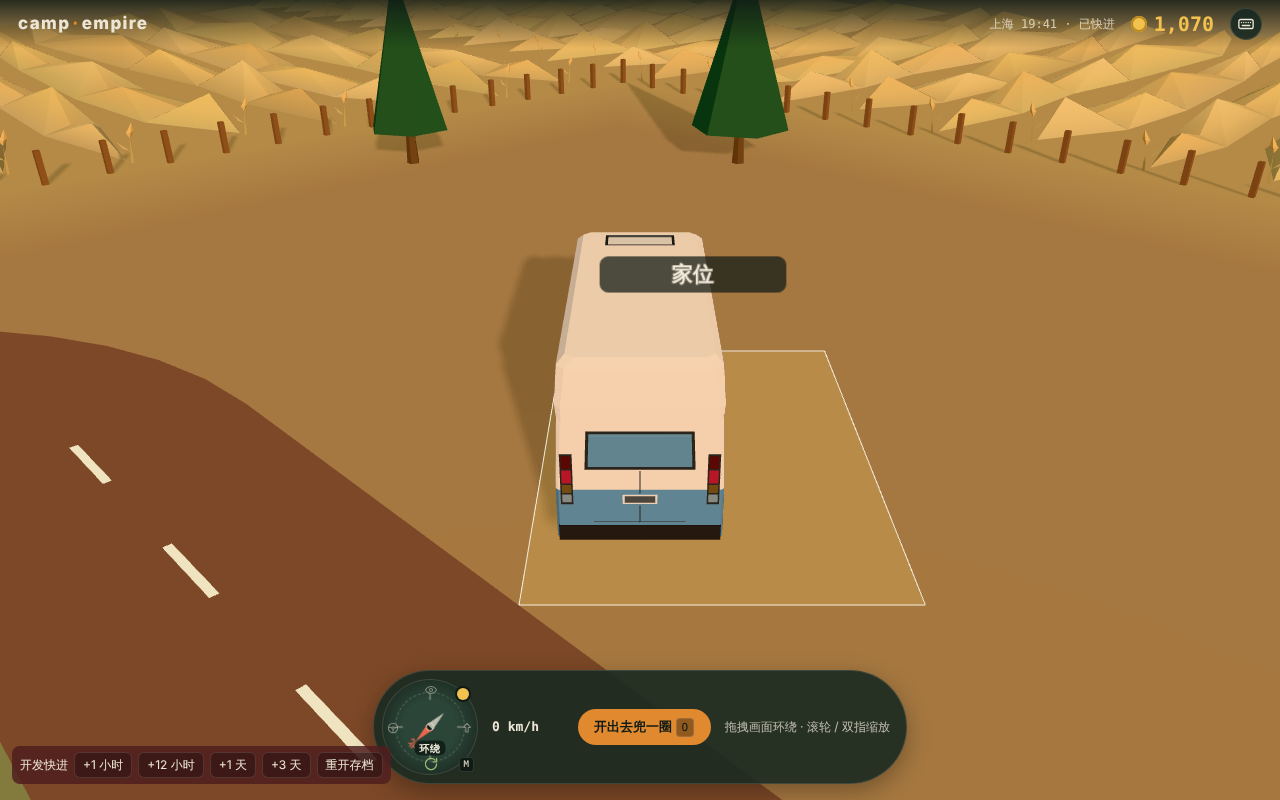 camp·empire
上海 19:41 · 已快进
1,070
家位
0 km/h
开出去兜一圈 0
拖拽画面环绕 · 滚轮 / 双指缩放
环绕
M
开发快进 +1 小时 +12 小时 +1 天 +3 天 重开存档